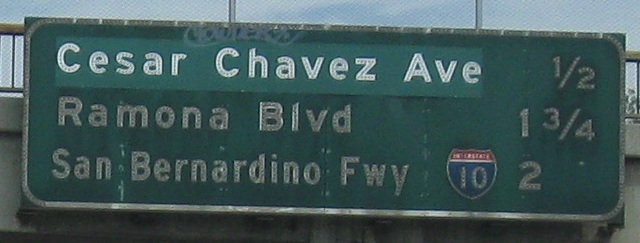 Cesar Chavez Ave 1/2
Ramona Blvd 1 3/4
San Bernardino Fwy INTERSTATE 10 2